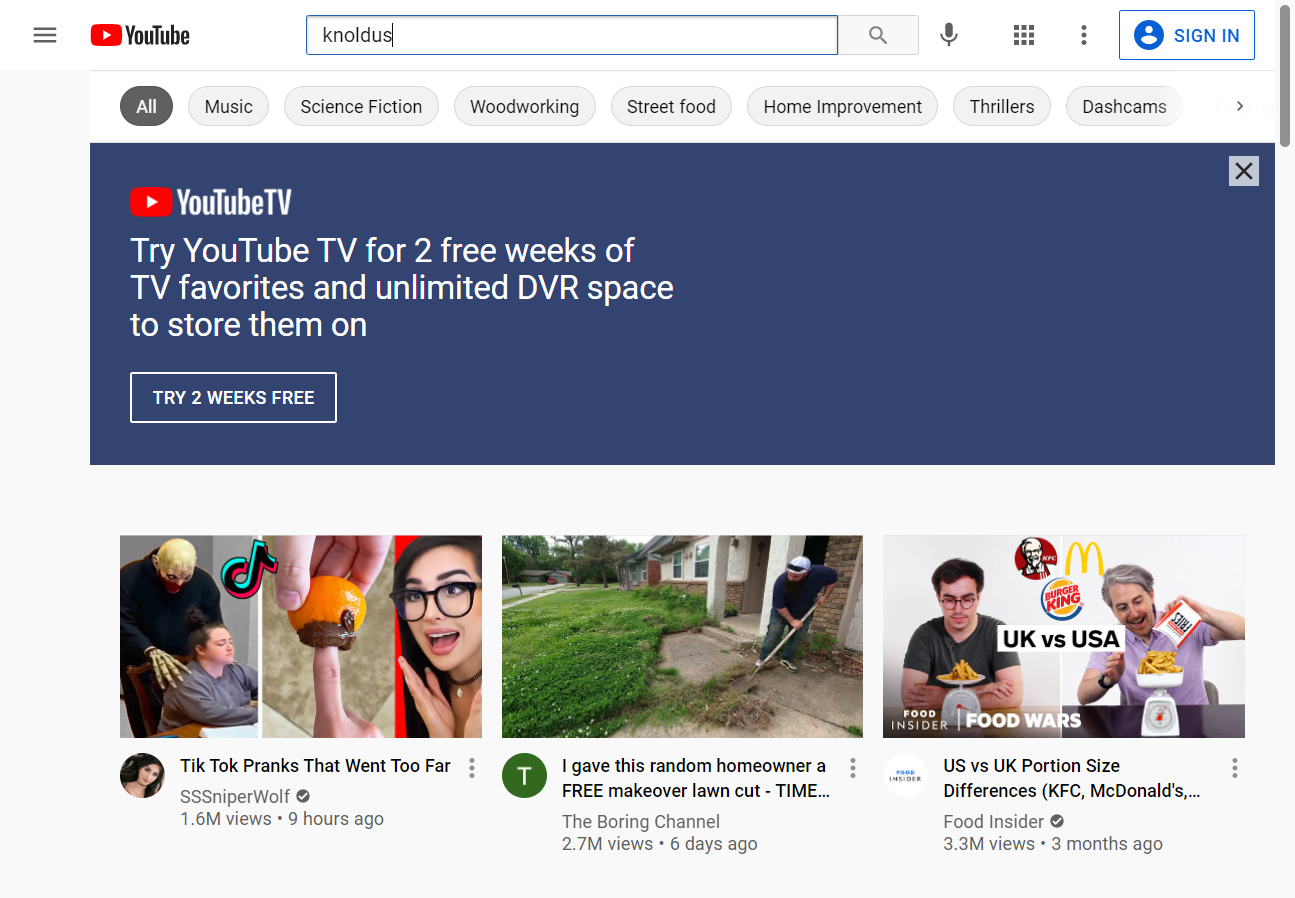 YouTube
knoldus
SIGN IN
All
Music
Science Fiction
Woodworking
Street food
Home Improvement
Thrillers
Dashcams
YouTubeTV
Try YouTube TV for 2 free weeks of
TV favorites and unlimited DVR space
to store them on
TRY 2 WEEKS FREE
KFC
BURGER
KING
UK vs USA
FRIES
FOOD
INSIDER
FOOD WARS
Tik Tok Pranks That Went Too Far
SSSniperWolf
1.6M views • 9 hours ago
T
I gave this random homeowner a
FREE makeover lawn cut - TIME...
The Boring Channel
2.7M views • 6 days ago
FOOD
INSIDER
US vs UK Portion Size
Differences (KFC, McDonald's,...
Food Insider
3.3M views • 3 months ago